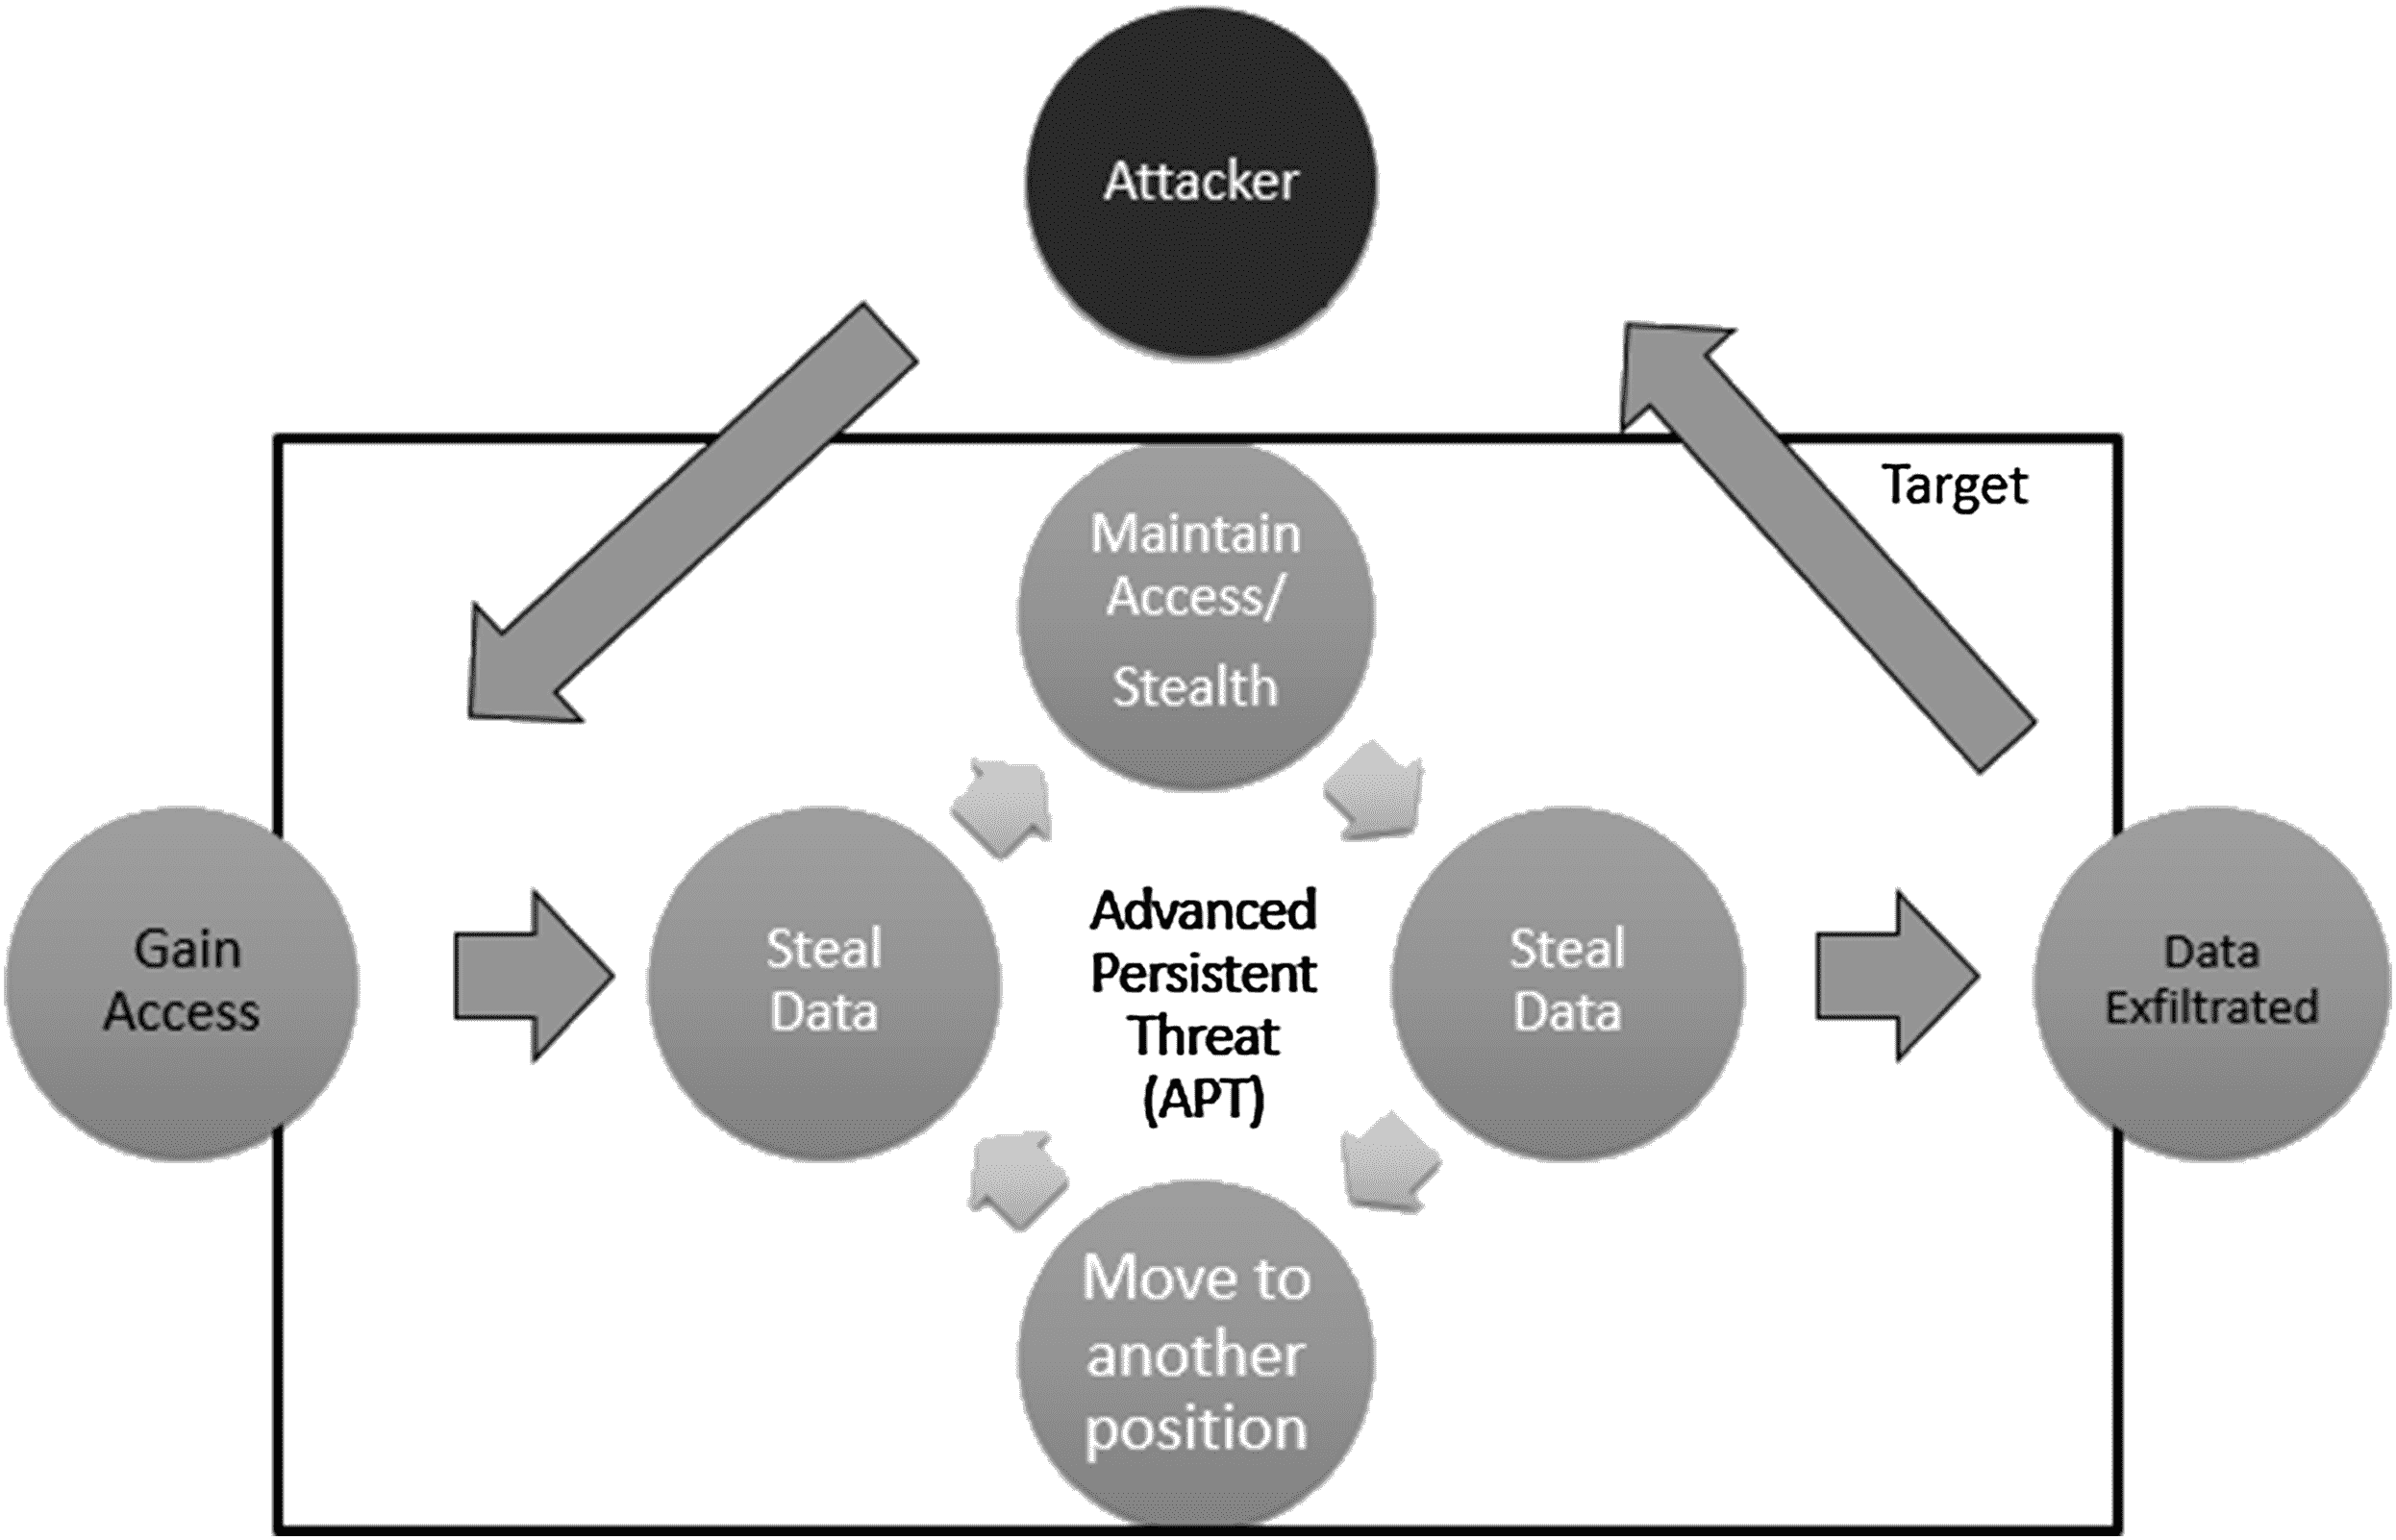 Attacker
Target
Maintain
Access/
Stealth
Gain
Access
Steal
Data
Advanced
Persistent
Threat
(APT)
Steal
Data
Data
Exfiltrated
Move to
another
position